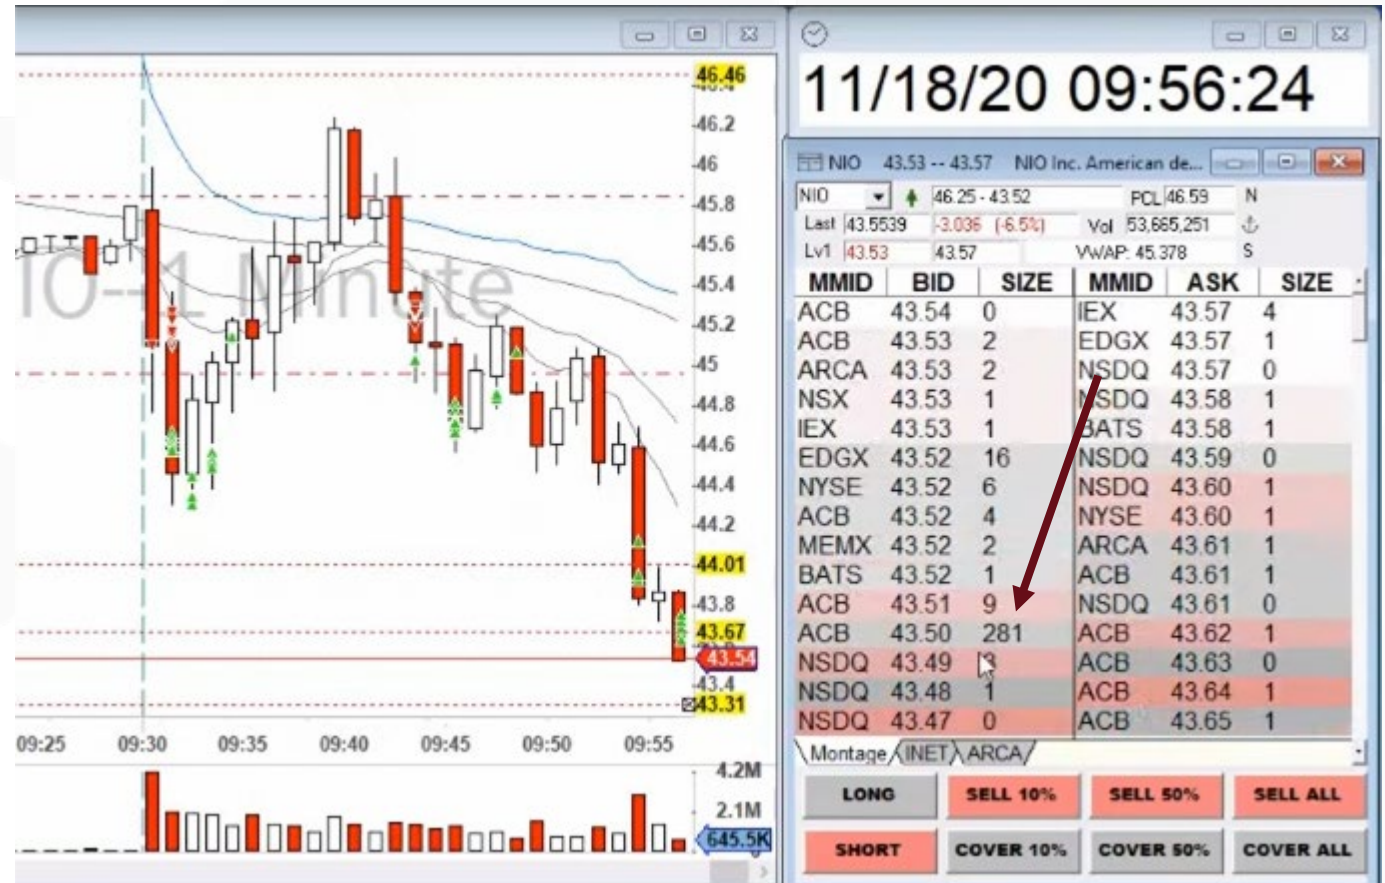 46.46
46.4
46.2
46
45.8
45.6
45.4
45.2
45
44.8
44.6
44.4
44.2
44.01
43.8
43.67
43.54
43.4
43.31
IO--1 Minute
09:25 09:30 09:35 09:40 09:45 09:50 09:55
4.2M
2.1M
645.5K
0
11/18/20 09:56:24
NIO 43.53 -- 43.57 NIO Inc. American de...
NIO 46.25 - 43.52 PCL 46.59 N
Last 43.5539 -3.036 (-6.5%) Vol 53,665,251
Lv1 43.53 43.57 VWAP: 45.378 S
MMID BID SIZE MMID ASK SIZE
ACB 43.54 0 IEX 43.57 4
ACB 43.53 2 EDGX 43.57 1
ARCA 43.53 2 NSDQ 43.57 0
NSX 43.53 1 NSDQ 43.58 1
IEX 43.53 1 BATS 43.58 1
EDGX 43.52 16 NSDQ 43.59 0
NYSE 43.52 6 NSDQ 43.60 1
ACB 43.52 4 NYSE 43.60 1
MEMX 43.52 2 ARCA 43.61 1
BATS 43.52 1 ACB 43.61 1
ACB 43.51 9 NSDQ 43.61 0
ACB 43.50 281 ACB 43.62 1
NSDQ 43.49 3 ACB 43.63 0
NSDQ 43.48 1 ACB 43.64 1
NSDQ 43.47 0 ACB 43.65 1
Montage INET ARCA
LONG SELL 10% SELL 50% SELL ALL
SHORT COVER 10% COVER 50% COVER ALL